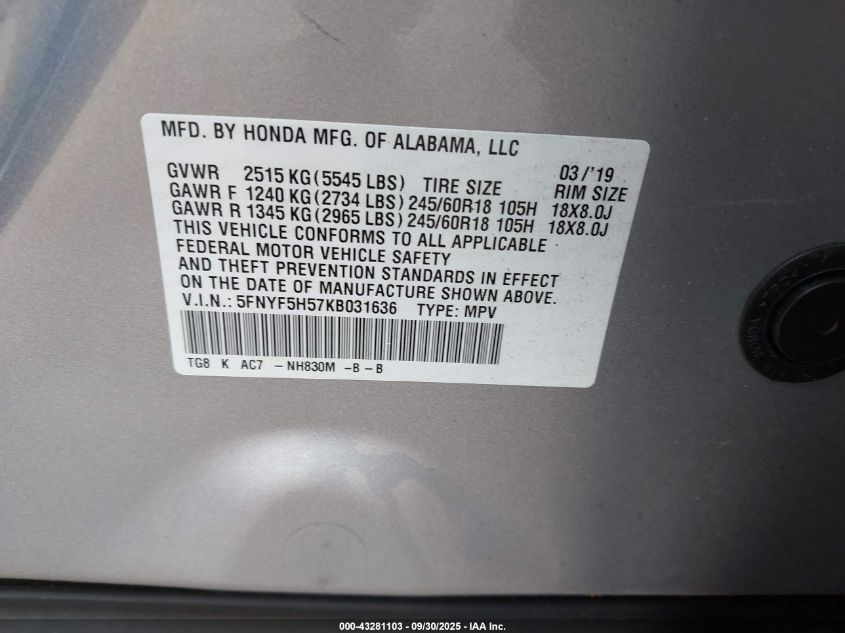 MFD. BY HONDA MFG. OF ALABAMA, LLC
GVWR 2515 KG (5545 LBS) TIRE SIZE 03/'19 RIM SIZE
GAWR F 1240 KG (2734 LBS) 245/60R18 105H 18X8.0J
GAWR R 1345 KG (2965 LBS) 245/60R18 105H 18X8.0J
THIS VEHICLE CONFORMS TO ALL APPLICABLE
FEDERAL MOTOR VEHICLE SAFETY
AND THEFT PREVENTION STANDARDS IN EFFECT
ON THE DATE OF MANUFACTURE SHOWN ABOVE.
V.I.N.: 5FNYF5H57KB031636 TYPE: MPV
TG8 K AC7 -NH830M -B-B
000-43281103 - 09/30/2025 - IAA Inc.